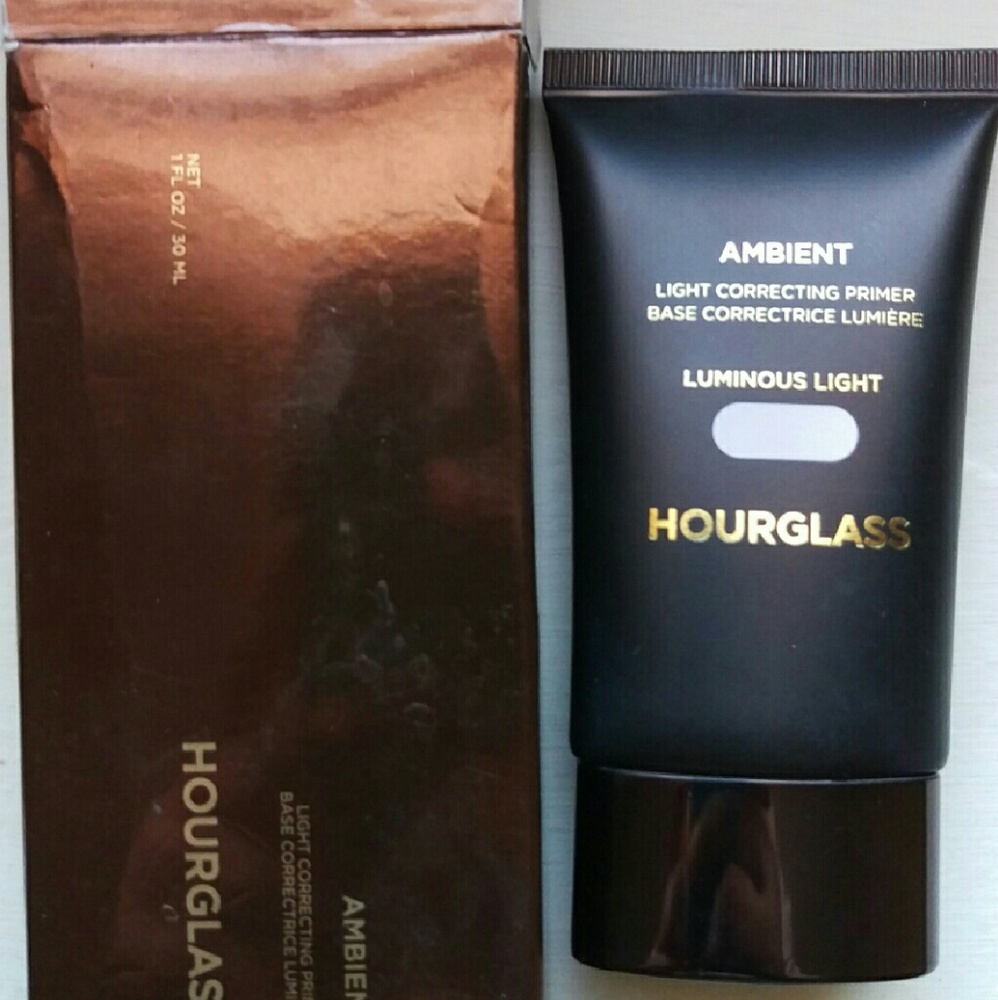 NET
1 FL OZ / 30 ML
HOURGLAS
AMBIEN
LIGHT CORRECTING PRI
BASE CORRECTRICE LUMI
AMBIENT
LIGHT CORRECTING PRIMER
BASE CORRECTRICE LUMIÈRE
LUMINOUS LIGHT
HOURGLASS